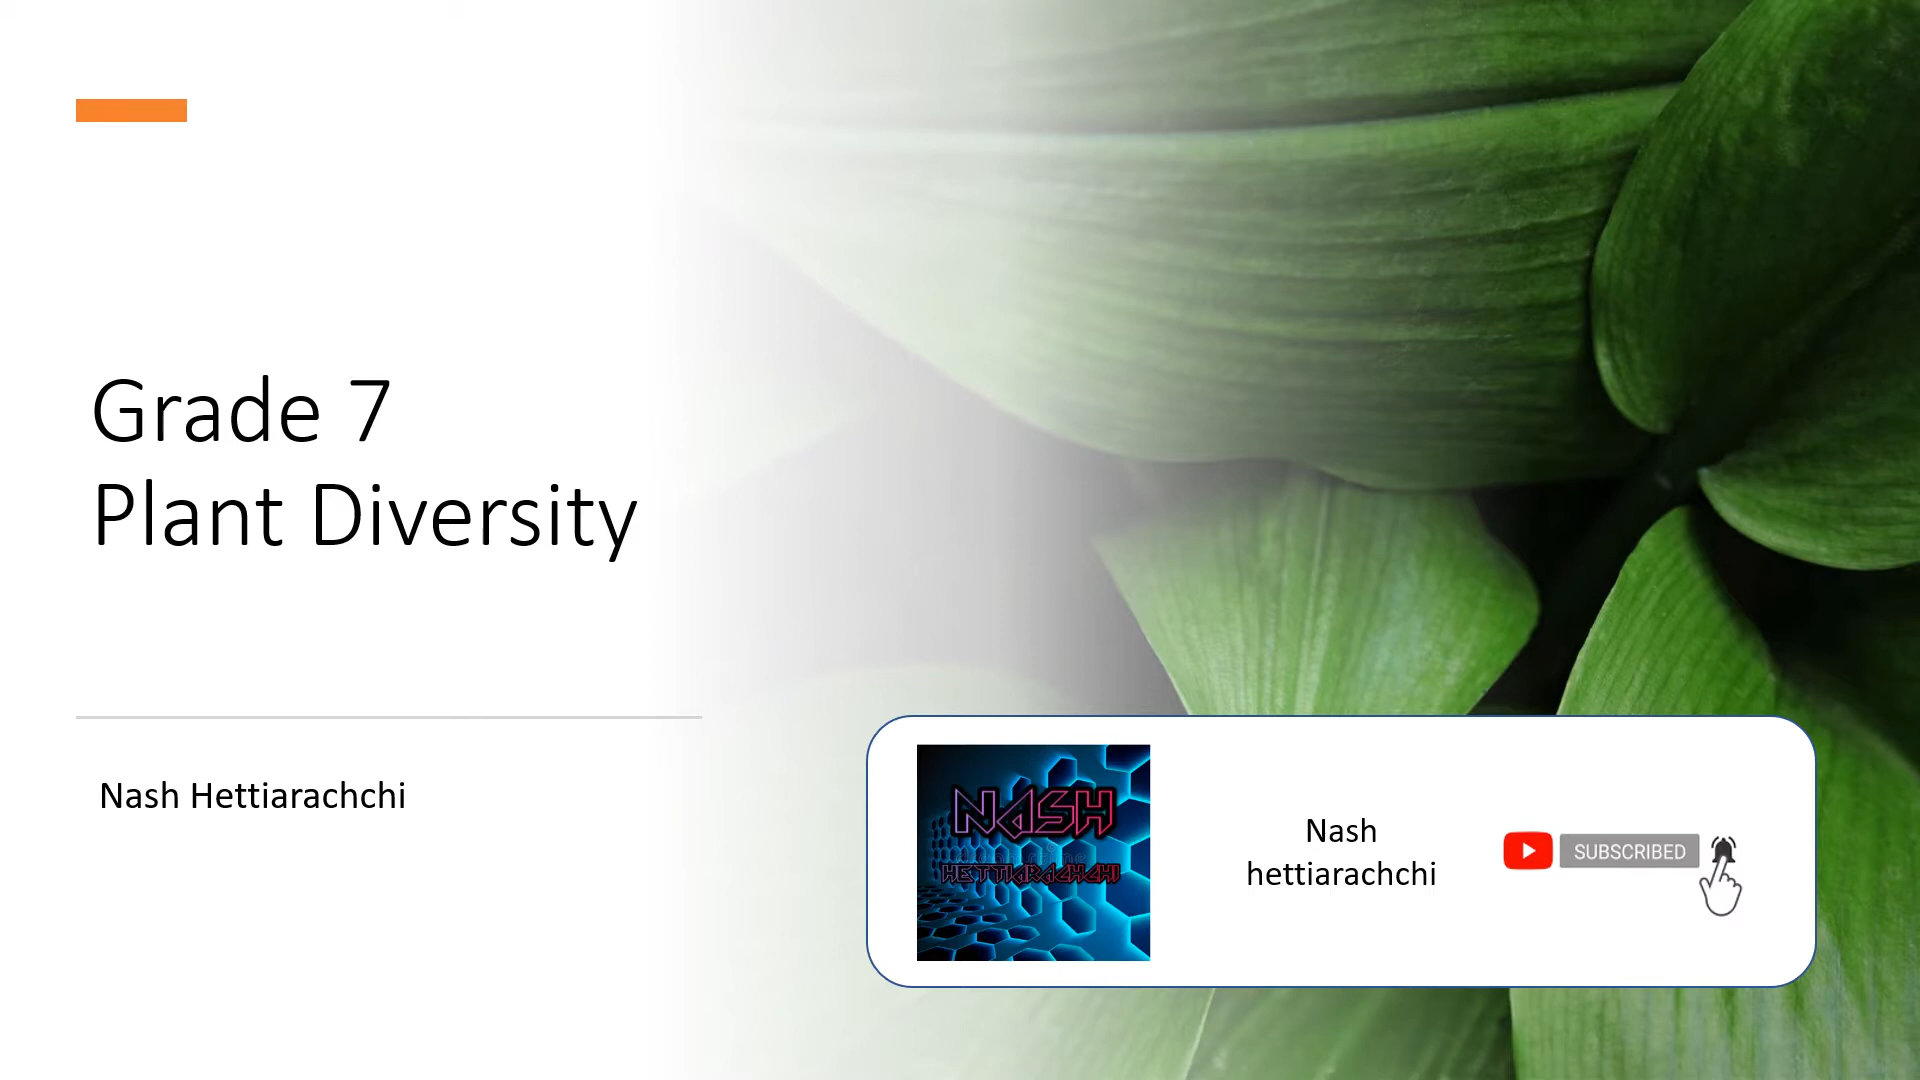 Grade 7
Plant Diversity
Nash Hettiarachchi
NASH
HETTIARACHCHI
Nash
hettiarachchi
SUBSCRIBED